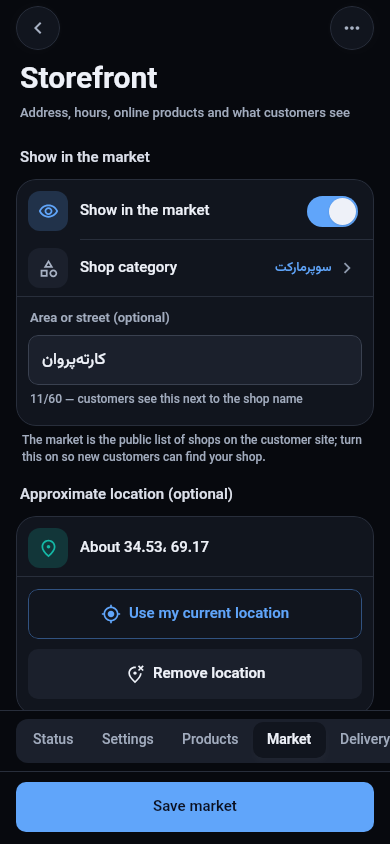 Storefront
Address, hours, online products and what customers see
Show in the market
Show in the market
Shop category
سوپرمارکت
Area or street (optional)
کارته‌پروان
11/60 — customers see this next to the shop name
The market is the public list of shops on the customer site; turn
this on so new customers can find your shop.
Approximate location (optional)
About 34.53، 69.17
Use my current location
Remove location
Status Settings Products Market Delivery
Save market